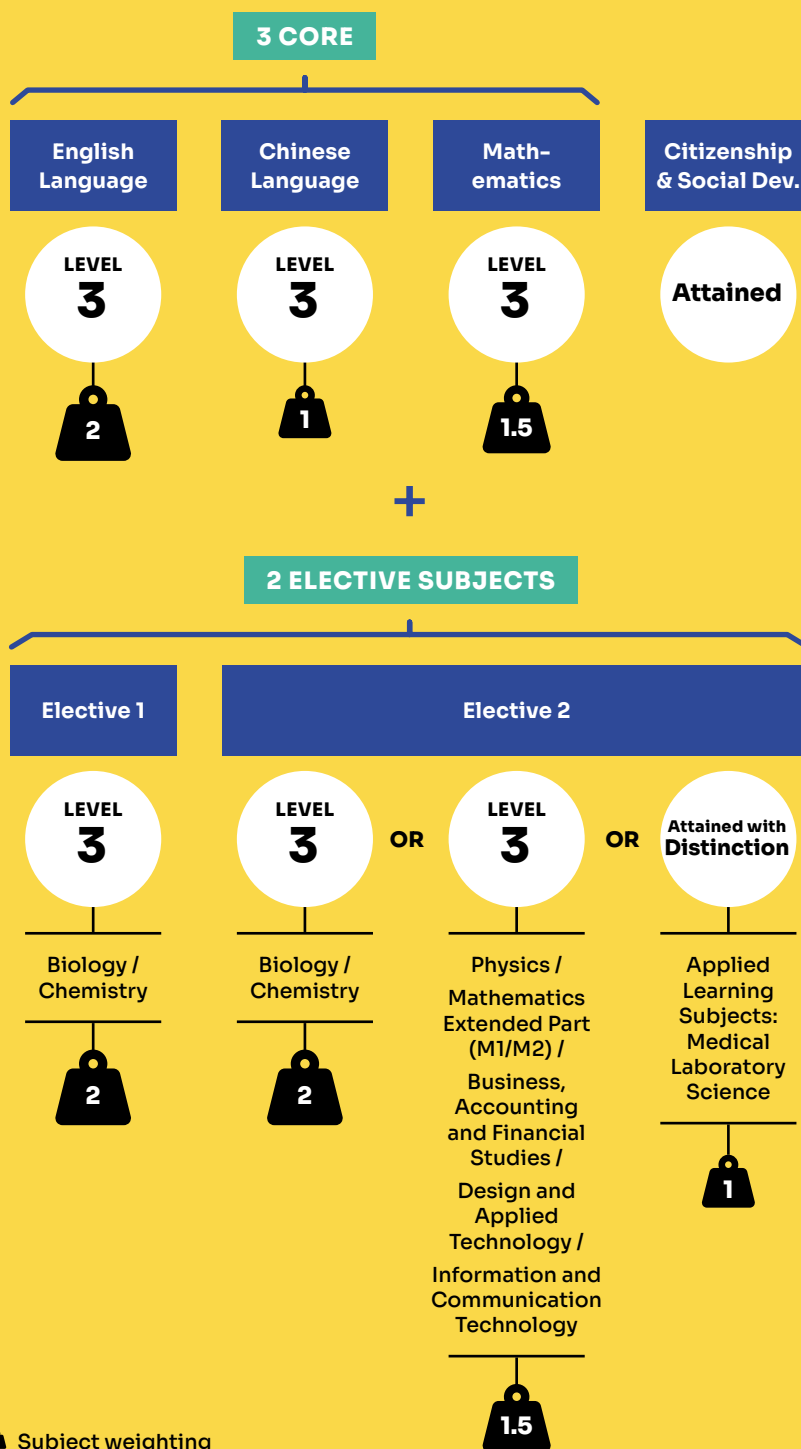 3 CORE
English
Language
Chinese
Language
Math-
ematics
Citizenship
& Social Dev.
LEVEL
3
LEVEL
3
LEVEL
3
Attained
2
1
1.5
+
2 ELECTIVE SUBJECTS
Elective 1
Elective 2
LEVEL
3
LEVEL
3
OR
LEVEL
3
OR
Attained with
Distinction
Biology /
Chemistry
2
Biology /
Chemistry
2
Physics /
Mathematics
Extended Part
(M1/M2) /
Business,
Accounting
and Financial
Studies /
Design and
Applied
Technology /
Information and
Communication
Technology
1.5
Applied
Learning
Subjects:
Medical
Laboratory
Science
1
Subject weighting